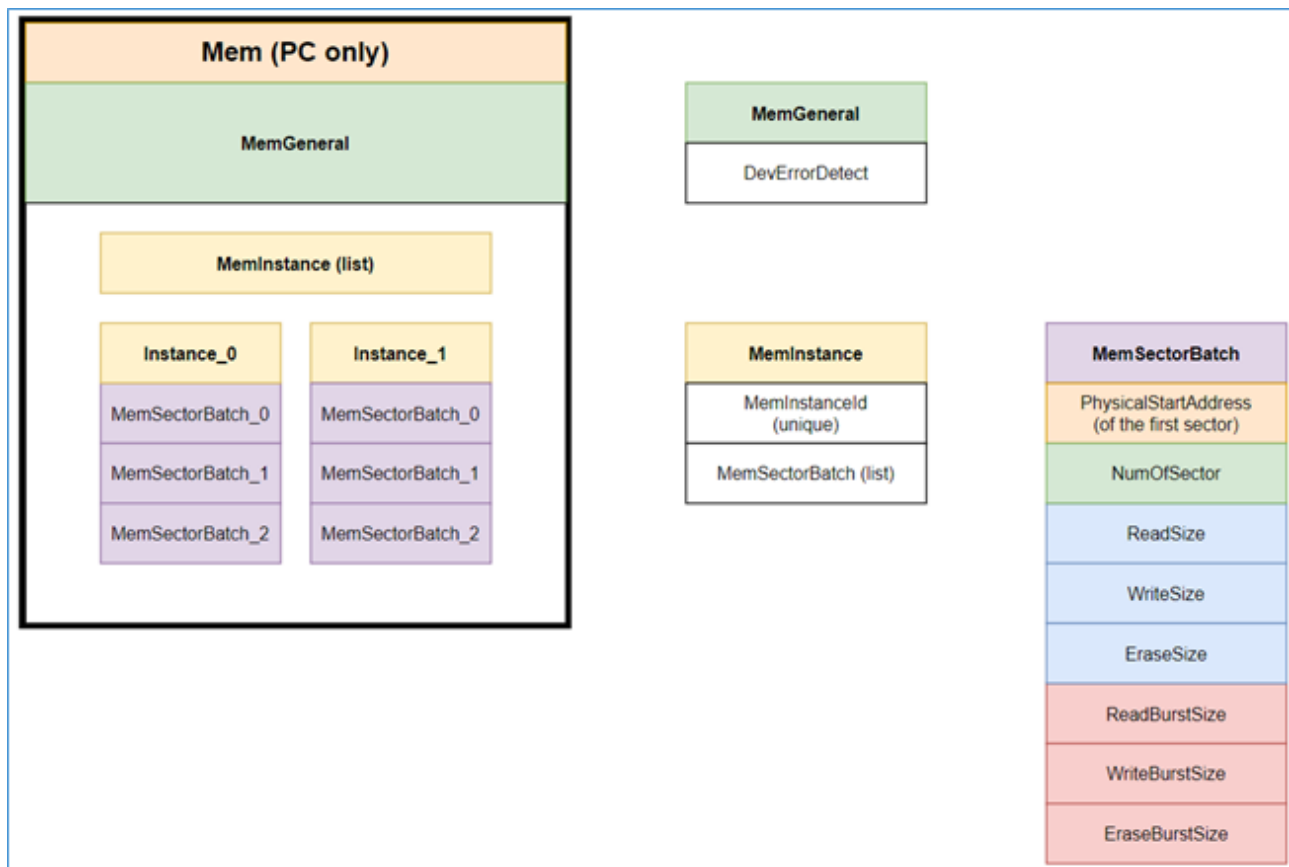 Mem (PC only)
MemGeneral
MemInstance (list)
Instance_0
MemSectorBatch_0
MemSectorBatch_1
MemSectorBatch_2
Instance_1
MemSectorBatch_0
MemSectorBatch_1
MemSectorBatch_2
MemGeneral
DevErrorDetect
MemInstance
MemInstanceId
(unique)
MemSectorBatch (list)
MemSectorBatch
PhysicalStartAddress
(of the first sector)
NumOfSector
ReadSize
WriteSize
EraseSize
ReadBurstSize
WriteBurstSize
EraseBurstSize